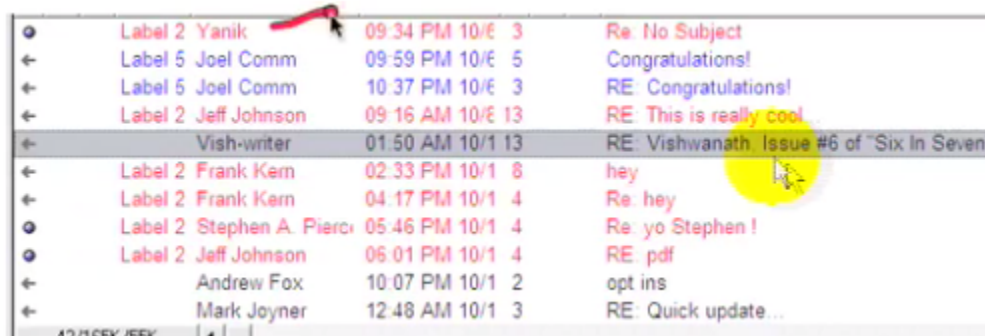 Label 2 Yanik 09:34 PM 10/6 3 Re: No Subject
Label 5 Joel Comm 09:59 PM 10/6 5 Congratulations!
Label 5 Joel Comm 10:37 PM 10/6 3 RE: Congratulations!
Label 2 Jeff Johnson 09:16 AM 10/8 13 RE: This is really cool
Vish-writer 01:50 AM 10/1 13 RE: Vishwanath, Issue #6 of "Six In Seven
Label 2 Frank Kern 02:33 PM 10/1 8 hey
Label 2 Frank Kern 04:17 PM 10/1 4 Re: hey
Label 2 Stephen A. Pierc 05:46 PM 10/1 4 Re: yo Stephen !
Label 2 Jeff Johnson 06:01 PM 10/1 4 RE: pdf
Andrew Fox 10:07 PM 10/1 2 opt ins
Mark Joyner 12:48 AM 10/1 3 RE: Quick update...